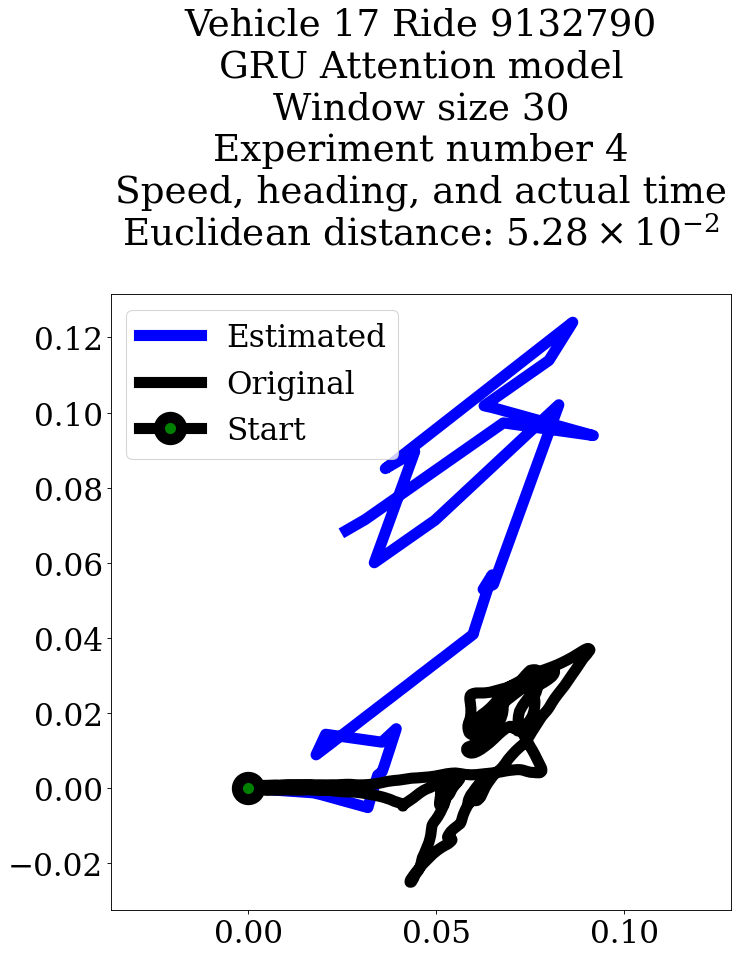 Vehicle 17 Ride 9132790
GRU Attention model
Window size 30
Experiment number 4
Speed, heading, and actual time
Euclidean distance: 5.28 × 10⁻²
Estimated
Original
Start
0.12
0.10
0.08
0.06
0.04
0.02
0.00
−0.02
0.00 0.05 0.10